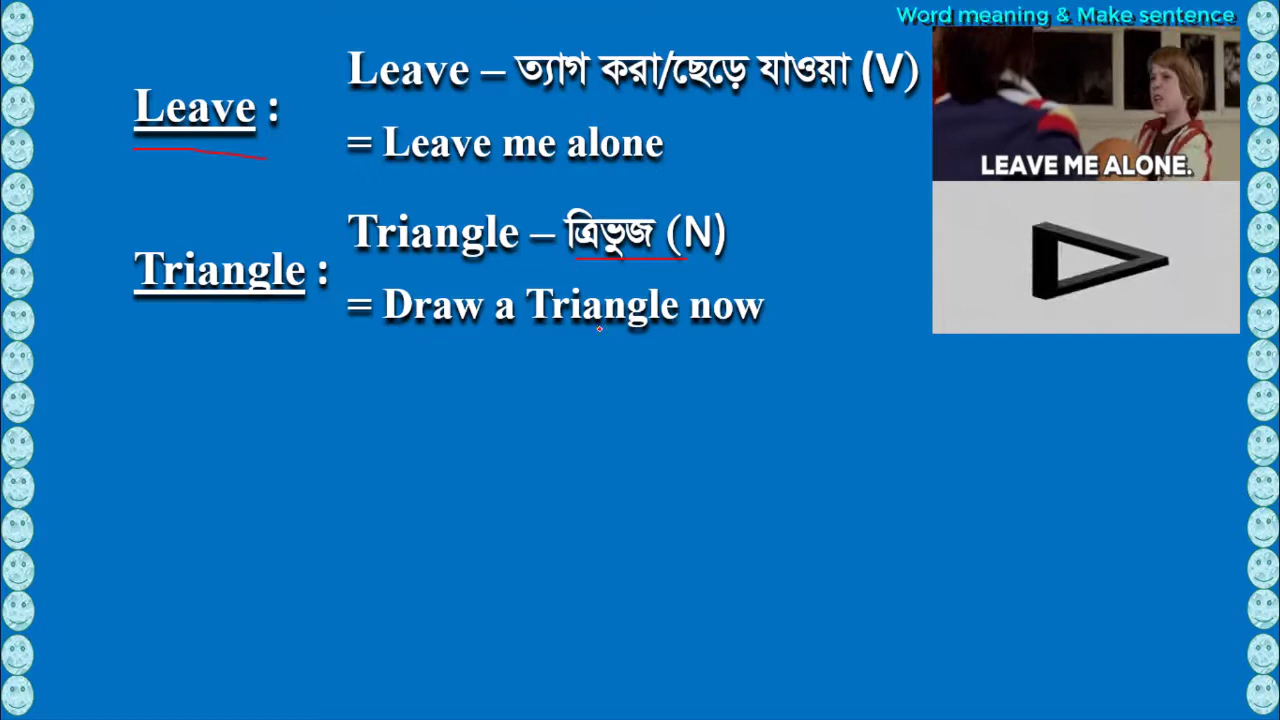 Word meaning & Make sentence
Leave :
Leave – ত্যাগ করা/ছেড়ে যাওয়া (V)
= Leave me alone
LEAVE ME ALONE.
Triangle :
Triangle – ত্রিভুজ (N)
= Draw a Triangle now